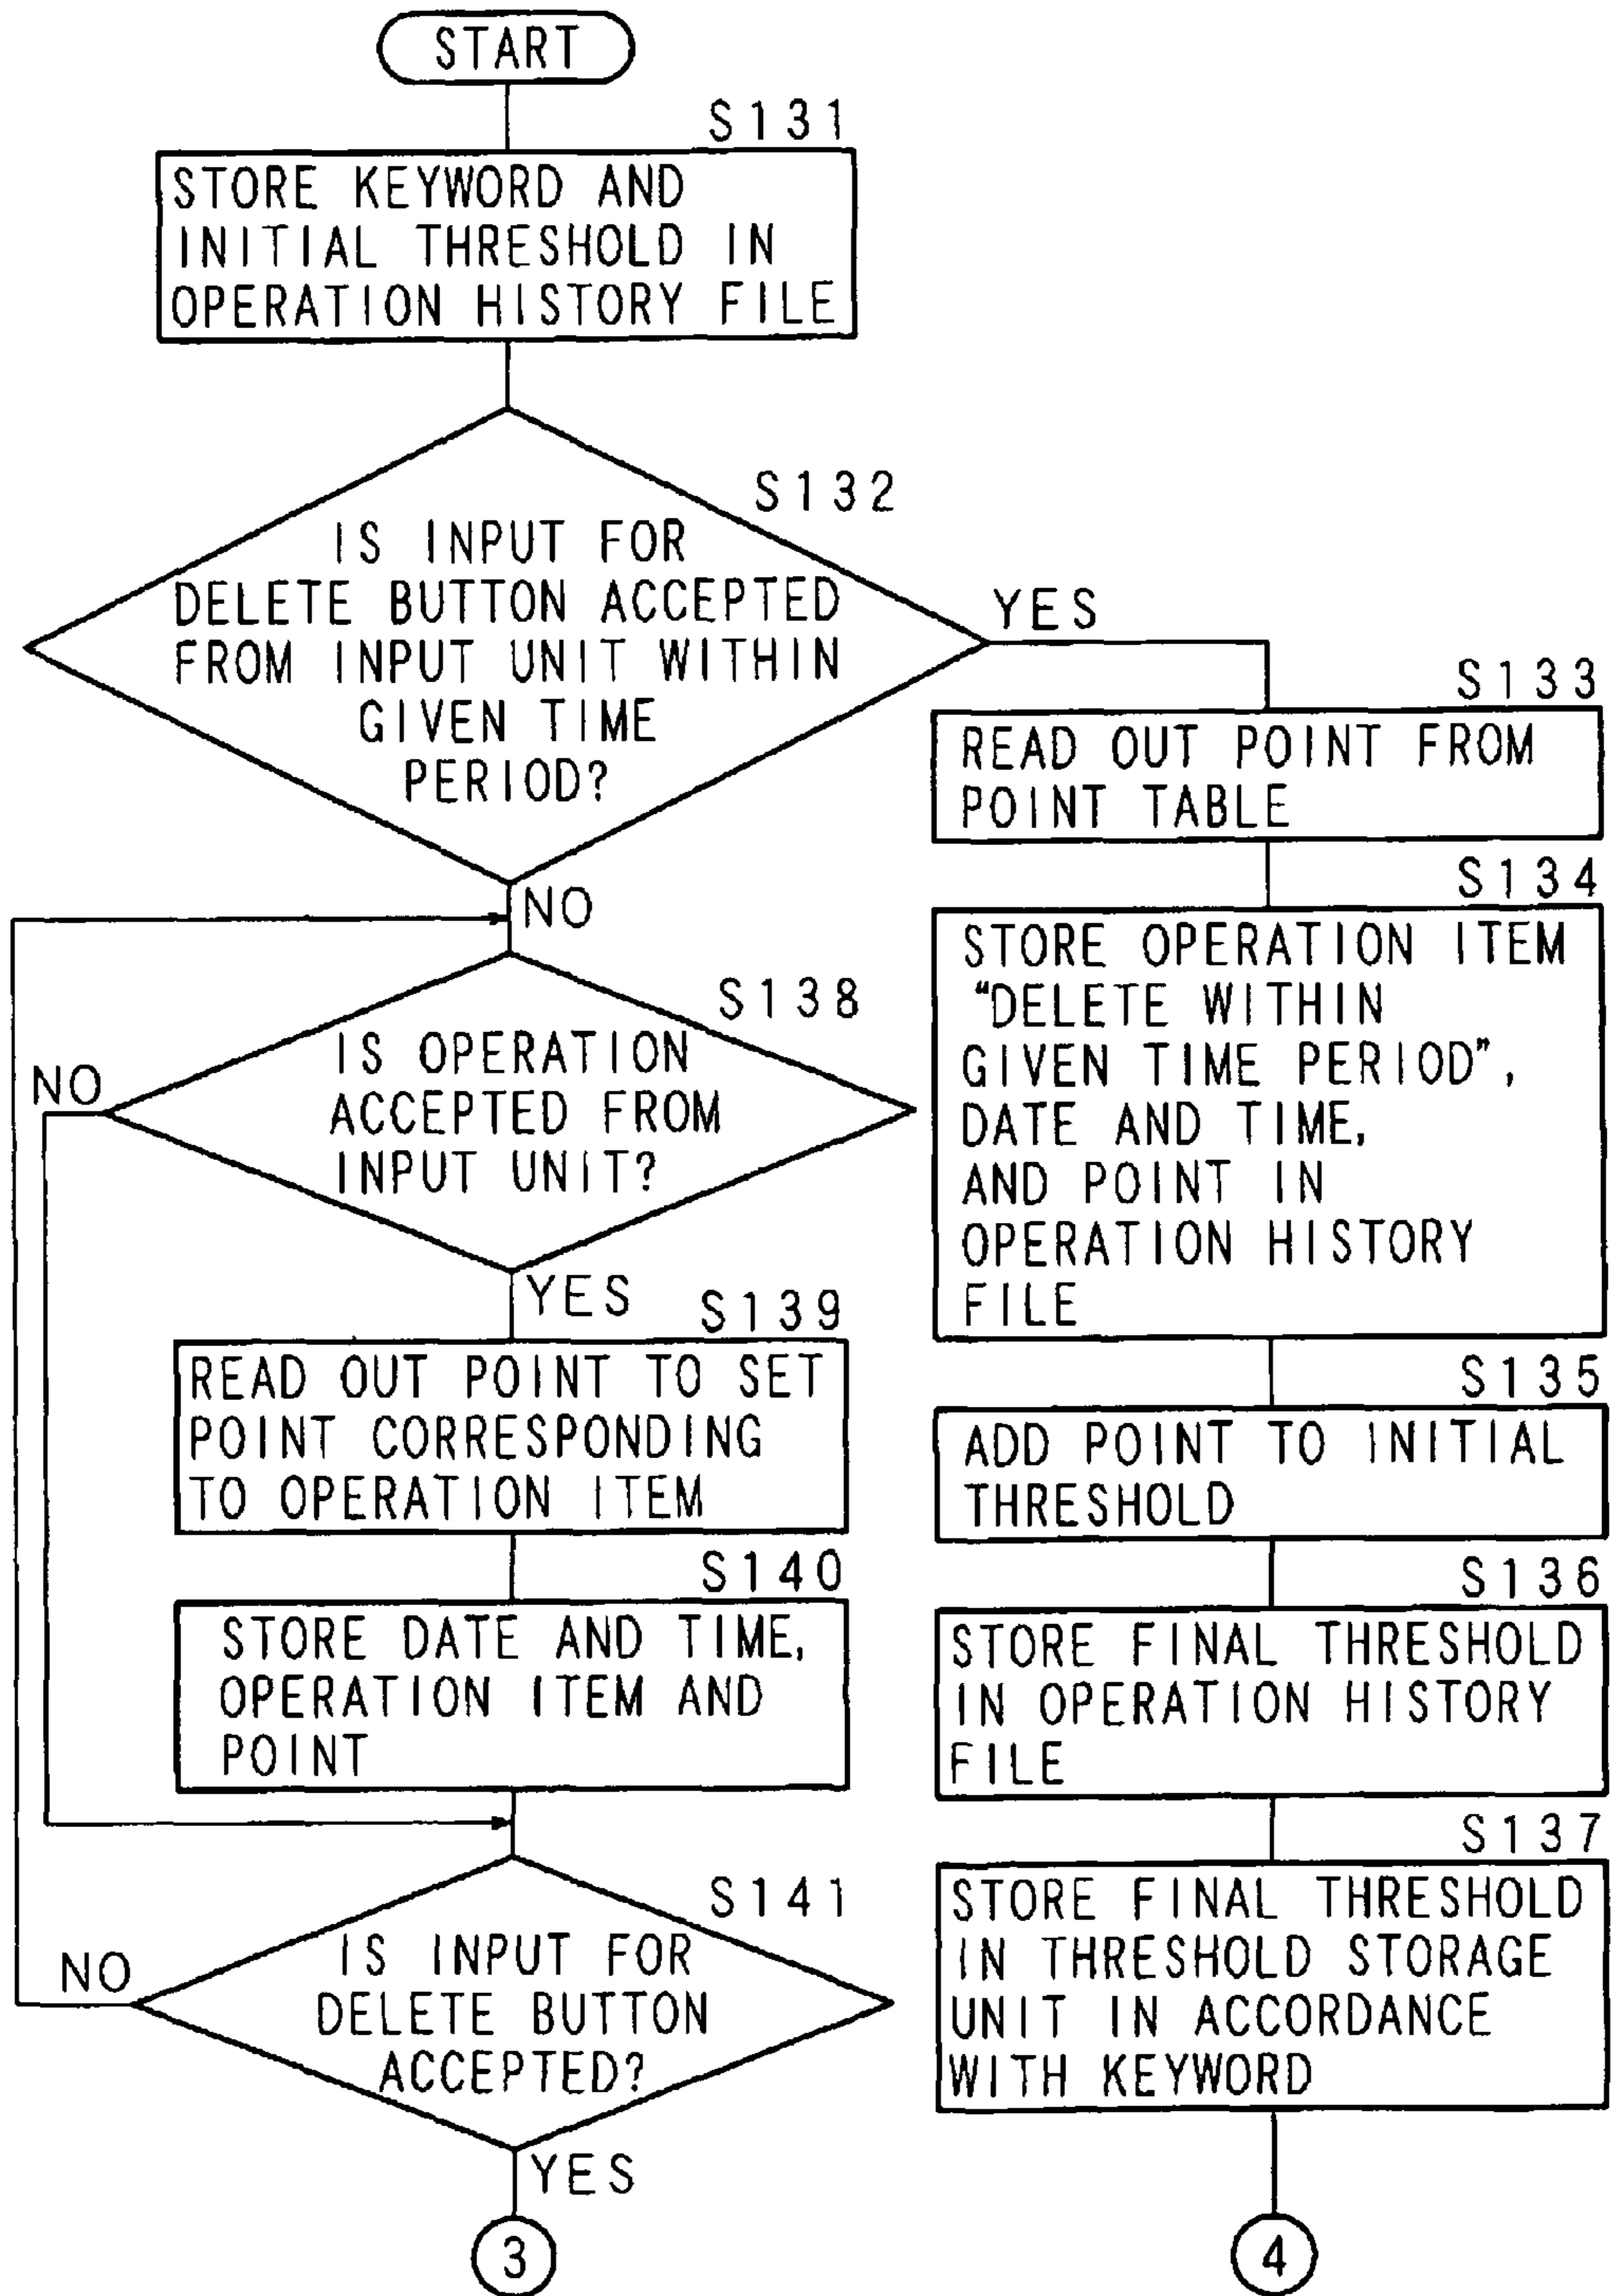 START
S131
STORE KEYWORD AND
INITIAL THRESHOLD IN
OPERATION HISTORY FILE
S132
IS INPUT FOR
DELETE BUTTON ACCEPTED
FROM INPUT UNIT WITHIN
GIVEN TIME
PERIOD?
YES
NO
S133
READ OUT POINT FROM
POINT TABLE
S134
STORE OPERATION ITEM
“DELETE WITHIN
GIVEN TIME PERIOD”,
DATE AND TIME,
AND POINT IN
OPERATION HISTORY
FILE
S135
ADD POINT TO INITIAL
THRESHOLD
S136
STORE FINAL THRESHOLD
IN OPERATION HISTORY
FILE
S137
STORE FINAL THRESHOLD
IN THRESHOLD STORAGE
UNIT IN ACCORDANCE
WITH KEYWORD
4
S138
IS OPERATION
ACCEPTED FROM
INPUT UNIT?
NO
YES
S139
READ OUT POINT TO SET
POINT CORRESPONDING
TO OPERATION ITEM
S140
STORE DATE AND TIME,
OPERATION ITEM AND
POINT
S141
IS INPUT FOR
DELETE BUTTON
ACCEPTED?
NO
YES
3